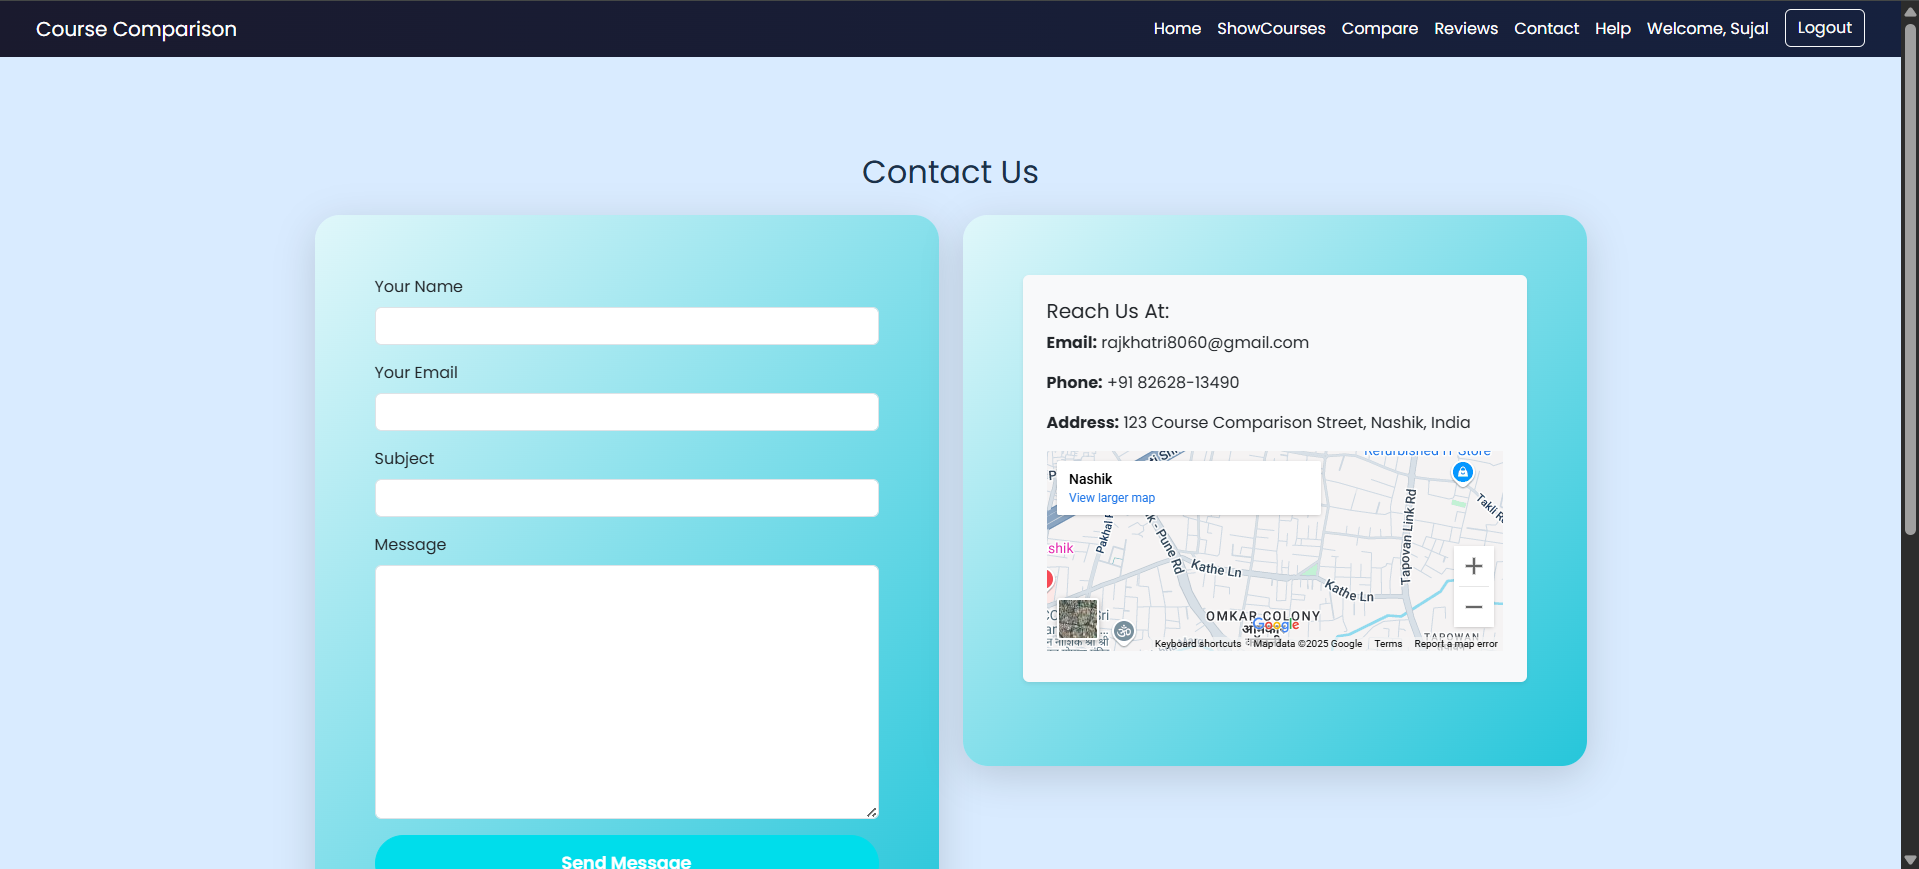 Course Comparison
Home ShowCourses Compare Reviews Contact Help Welcome, Sujal Logout
Contact Us
Your Name
Your Email
Subject
Message
Send Message
Reach Us At:
Email: rajkhatri8060@gmail.com
Phone: +91 82628-13490
Address: 123 Course Comparison Street, Nashik, India
Refurbished IT Store
Nashik
View larger map
Takli
Tapovan Link Rd
Pakhal
- Pune Rd
shik
Kathe Ln
Kathe Ln
OMKAR COLONY
Google
TAPOWAN
Keyboard shortcuts
Map data ©2025 Google
Terms
Report a map error